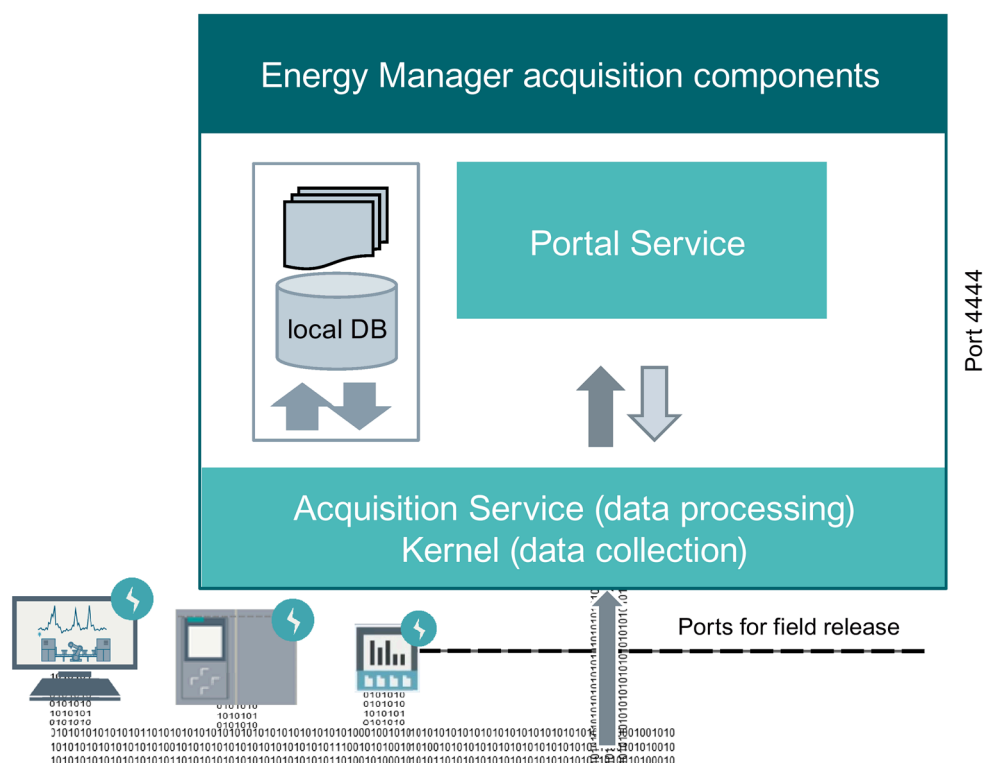 Energy Manager acquisition components
Portal Service
local DB
Port 4444
Acquisition Service (data processing)
Kernel (data collection)
Ports for field release